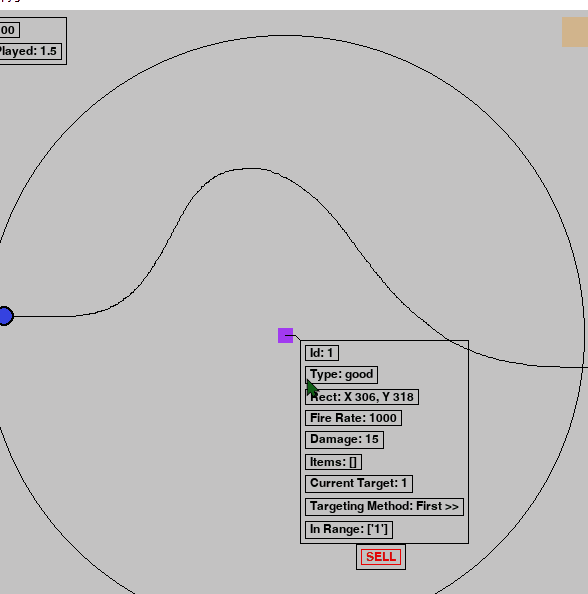 00
Played: 1.5
Id: 1
Type: good
Rect: X 306, Y 318
Fire Rate: 1000
Damage: 15
Items: []
Current Target: 1
Targeting Method: First >>
In Range: ['1']
SELL